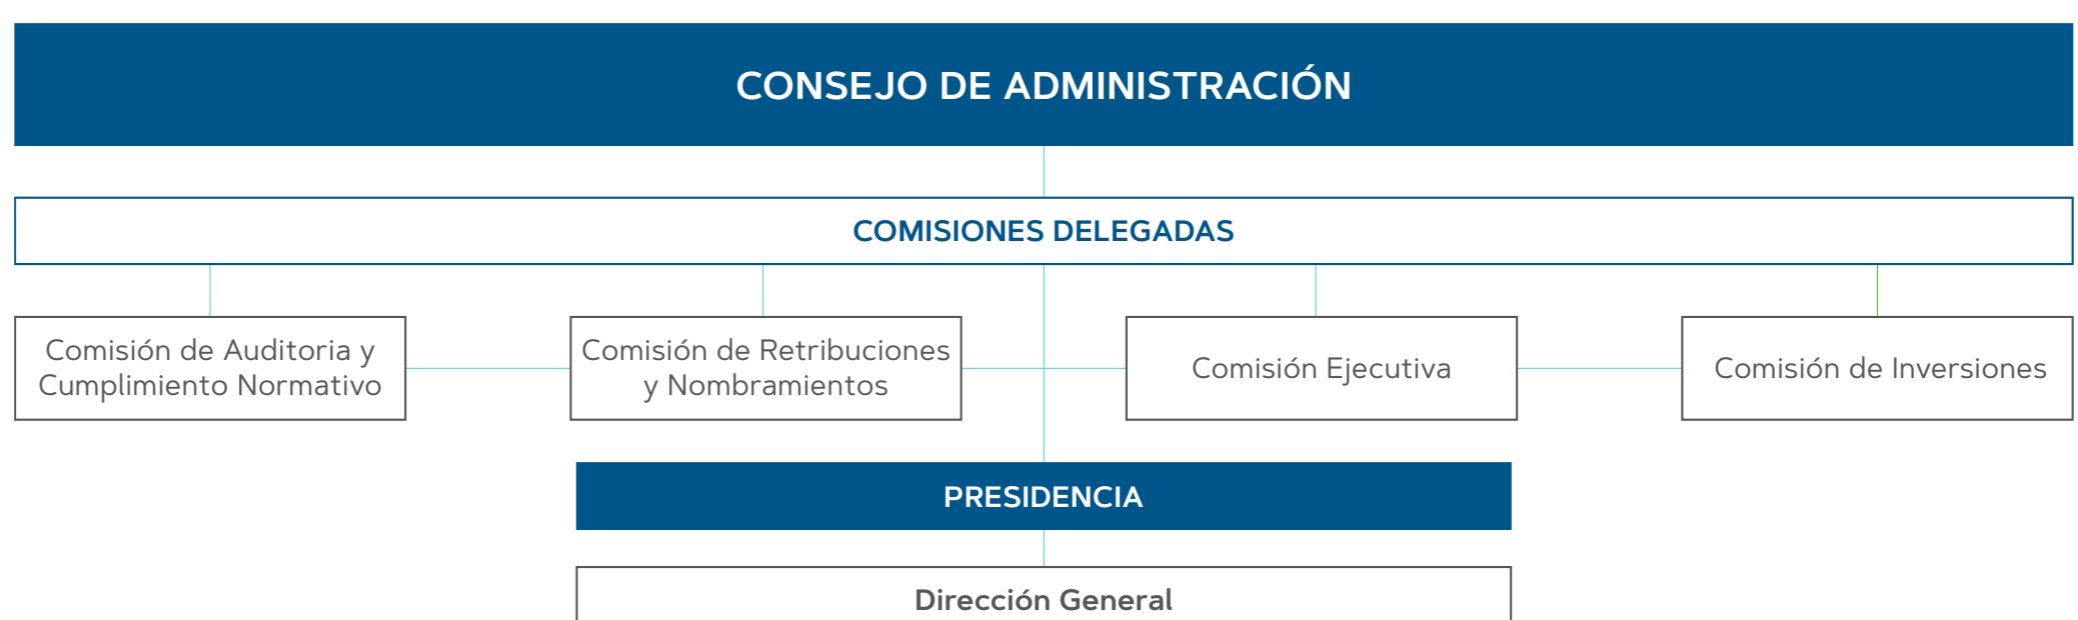 CONSEJO DE ADMINISTRACIÓN
COMISIONES DELEGADAS
Comisión de Auditoria y
Cumplimiento Normativo
Comisión de Retribuciones
y Nombramientos
Comisión Ejecutiva
Comisión de Inversiones
PRESIDENCIA
Dirección General